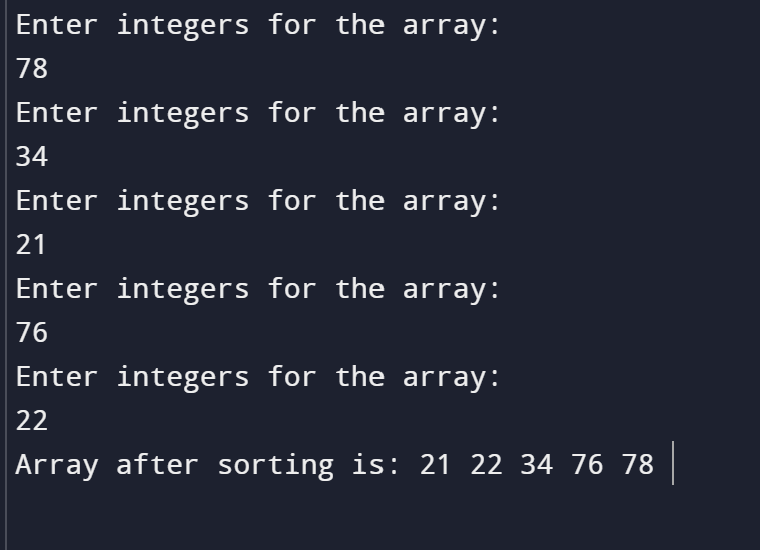 Enter integers for the array:
78
Enter integers for the array:
34
Enter integers for the array:
21
Enter integers for the array:
76
Enter integers for the array:
22
Array after sorting is: 21 22 34 76 78